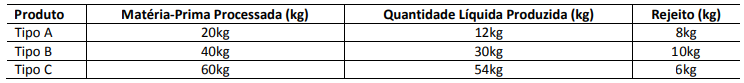 Produto Matéria-Prima Processada (kg) Quantidade Líquida Produzida (kg) Rejeito (kg)
Tipo A 20kg 12kg 8kg
Tipo B 40kg 30kg 10kg
Tipo C 60kg 54kg 6kg